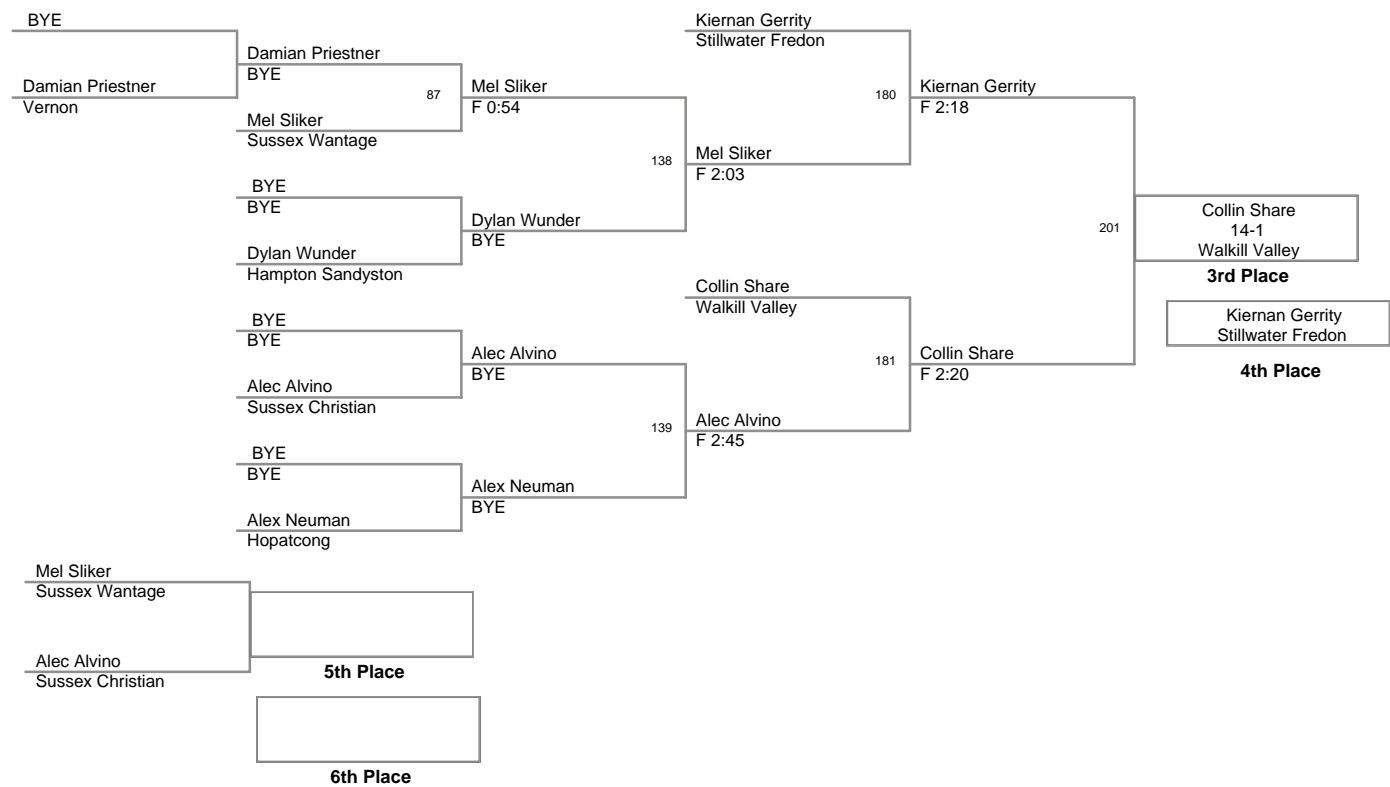 BYE
Damian Priestner
Vernon
Damian Priestner
BYE
87
Mel Sliker
Sussex Wantage
Mel Sliker
F 0:54
BYE
BYE
Dylan Wunder
Hampton Sandyston
Dylan Wunder
BYE
138
Mel Sliker
F 2:03
Kiernan Gerrity
Stillwater Fredon
180
Kiernan Gerrity
F 2:18
BYE
BYE
Alec Alvino
Sussex Christian
Alec Alvino
BYE
139
BYE
BYE
Alex Neuman
Hopatcong
Alex Neuman
BYE
Collin Share
Walkill Valley
181
Alec Alvino
F 2:45
Collin Share
F 2:20
201
Collin Share
14-1
Walkill Valley
3rd Place
Kiernan Gerrity
Stillwater Fredon
4th Place
Mel Sliker
Sussex Wantage
Alec Alvino
Sussex Christian
5th Place
6th Place